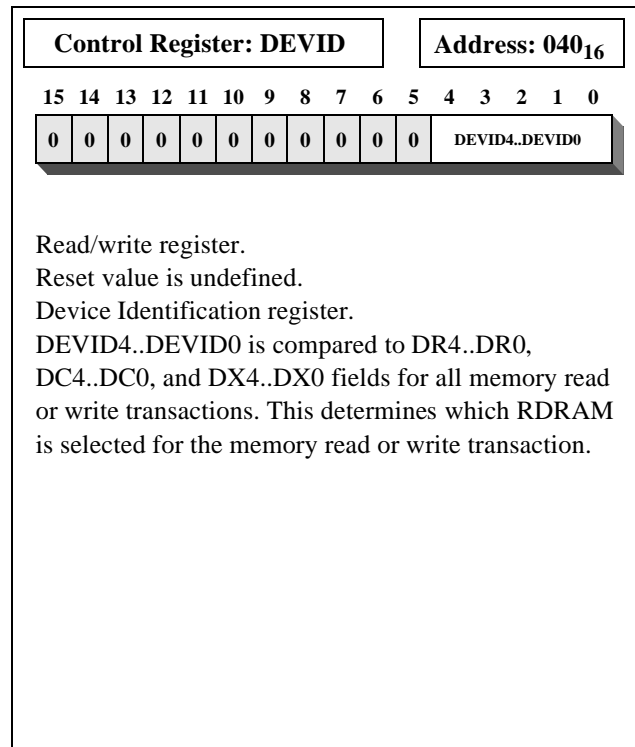 Control Register: DEVID
Address: 040₁₆
15 14 13 12 11 10 9 8 7 6 5 4 3 2 1 0
0 0 0 0 0 0 0 0 0 0 0 DEVID4..DEVID0
Read/write register.
Reset value is undefined.
Device Identification register.
DEVID4..DEVID0 is compared to DR4..DR0,
DC4..DC0, and DX4..DX0 fields for all memory read
or write transactions. This determines which RDRAM
is selected for the memory read or write transaction.